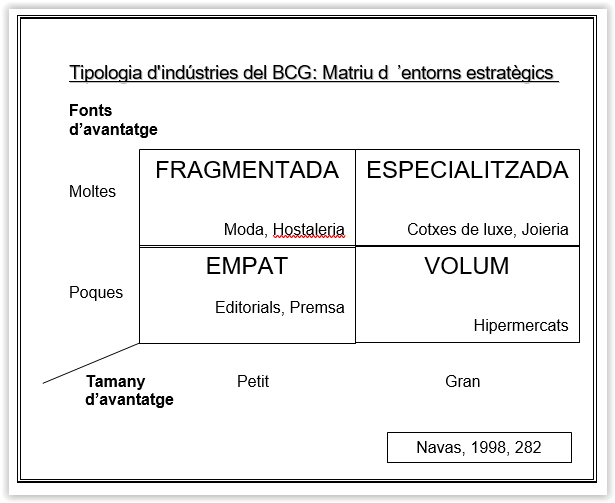 Tipologia d'indústries del BCG: Matriu d ’entorns estratègics
Fonts
d’avantatge
FRAGMENTADA ESPECIALITZADA
Moltes
Moda, Hostaleria Cotxes de luxe, Joieria
EMPAT VOLUM
Poques
Editorials, Premsa
Hipermercats
Tamany Petit Gran
d’avantatge
Navas, 1998, 282